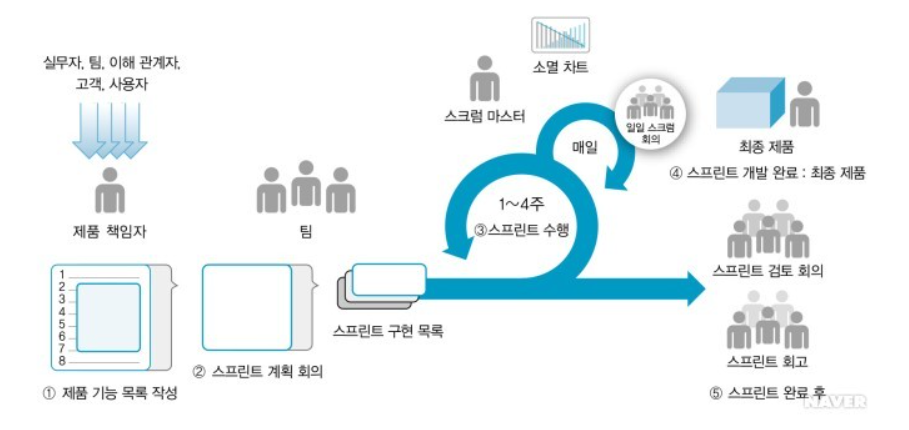 실무자, 팀, 이해 관계자,
고객, 사용자
제품 책임자
1
2
3
4
5
6
7
8
① 제품 기능 목록 작성
팀
② 스프린트 계획 회의
스프린트 구현 목록
스크럼 마스터
소멸 차트
매일
일일 스크럼
회의
1~4주
③스프린트 수행
최종 제품
④ 스프린트 개발 완료 : 최종 제품
스프린트 검토 회의
스프린트 회고
⑤ 스프린트 완료 후
NAVER